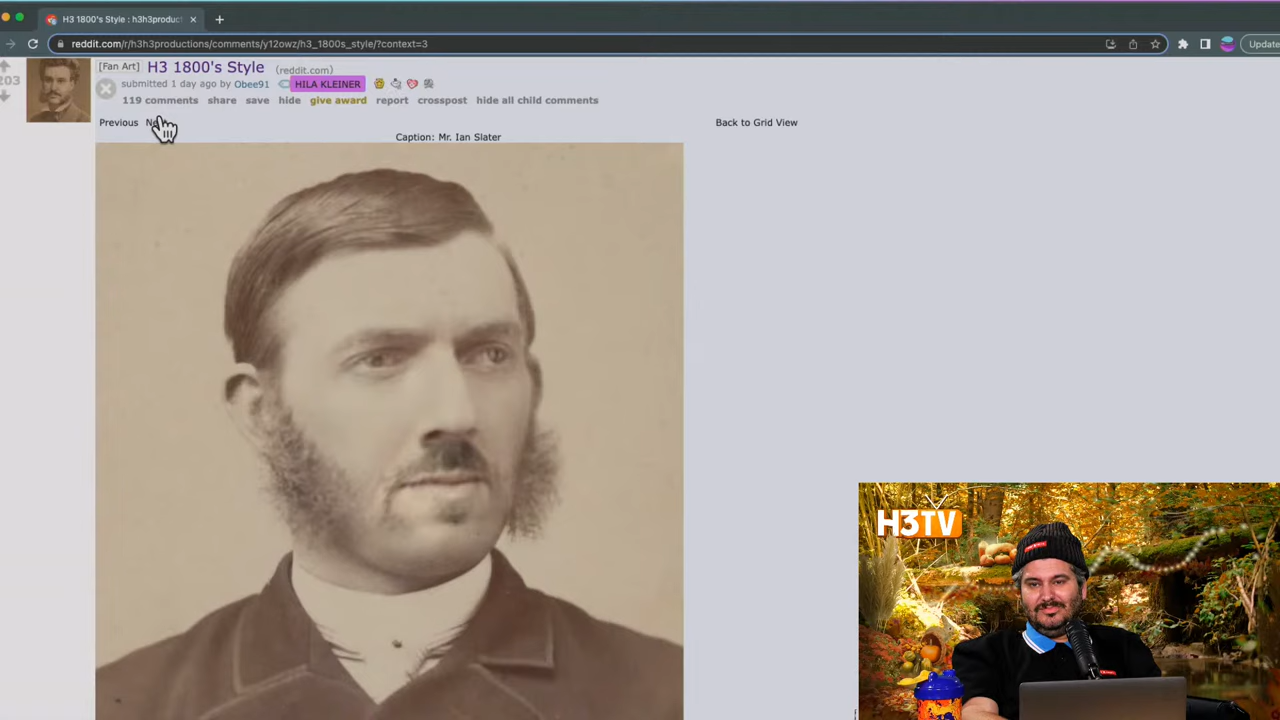 H3 1800's Style : h3h3produc
reddit.com/r/h3h3productions/comments/y12owz/h3_1800s_style/?context=3
Update
203
[Fan Art] H3 1800's Style (reddit.com)
submitted 1 day ago by Obee91 HILA KLEINER
119 comments share save hide give award report crosspost hide all child comments
Previous
Back to Grid View
Caption: Mr. Ian Slater
H3TV